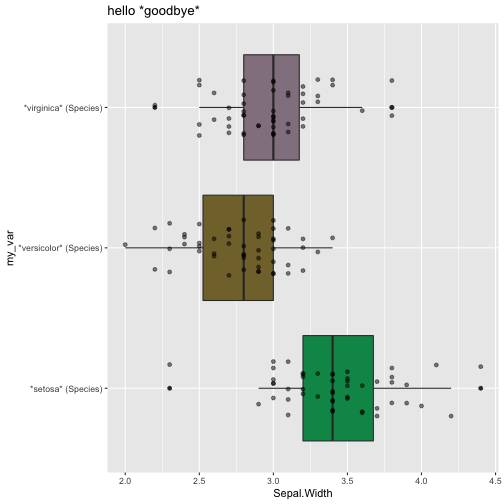 hello *goodbye*
"virginica" (Species)
"versicolor" (Species)
"setosa" (Species)
my_var
2.0 2.5 3.0 3.5 4.0 4.5
Sepal.Width